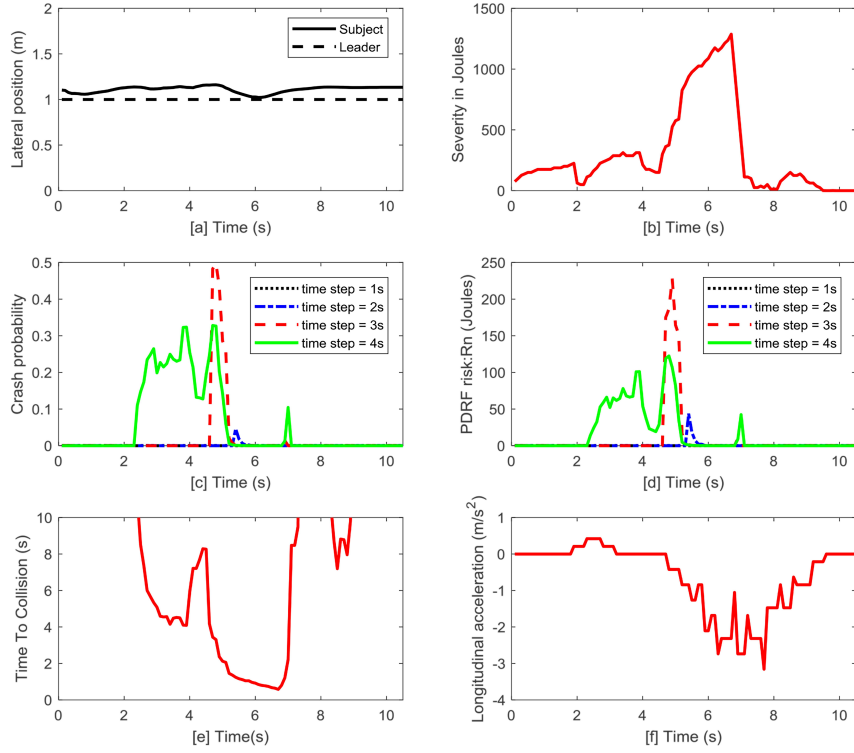 Lateral position (m)
2
1.5
1
0.5
0
Subject
Leader
0 2 4 6 8 10
[a] Time (s)
Severity in Joules
1500
1000
500
0
0 2 4 6 8 10
[b] Time (s)
Crash probability
0.5
0.4
0.3
0.2
0.1
0
time step = 1s
time step = 2s
time step = 3s
time step = 4s
0 2 4 6 8 10
[c] Time (s)
PDRF risk:Rn (Joules)
250
200
150
100
50
0
time step = 1s
time step = 2s
time step = 3s
time step = 4s
0 2 4 6 8 10
[d] Time (s)
Time To Collision (s)
10
8
6
4
2
0
0 2 4 6 8 10
[e] Time(s)
Longitudinal acceleration (m/s²)
1
0
-1
-2
-3
-4
0 2 4 6 8 10
[f] Time (s)